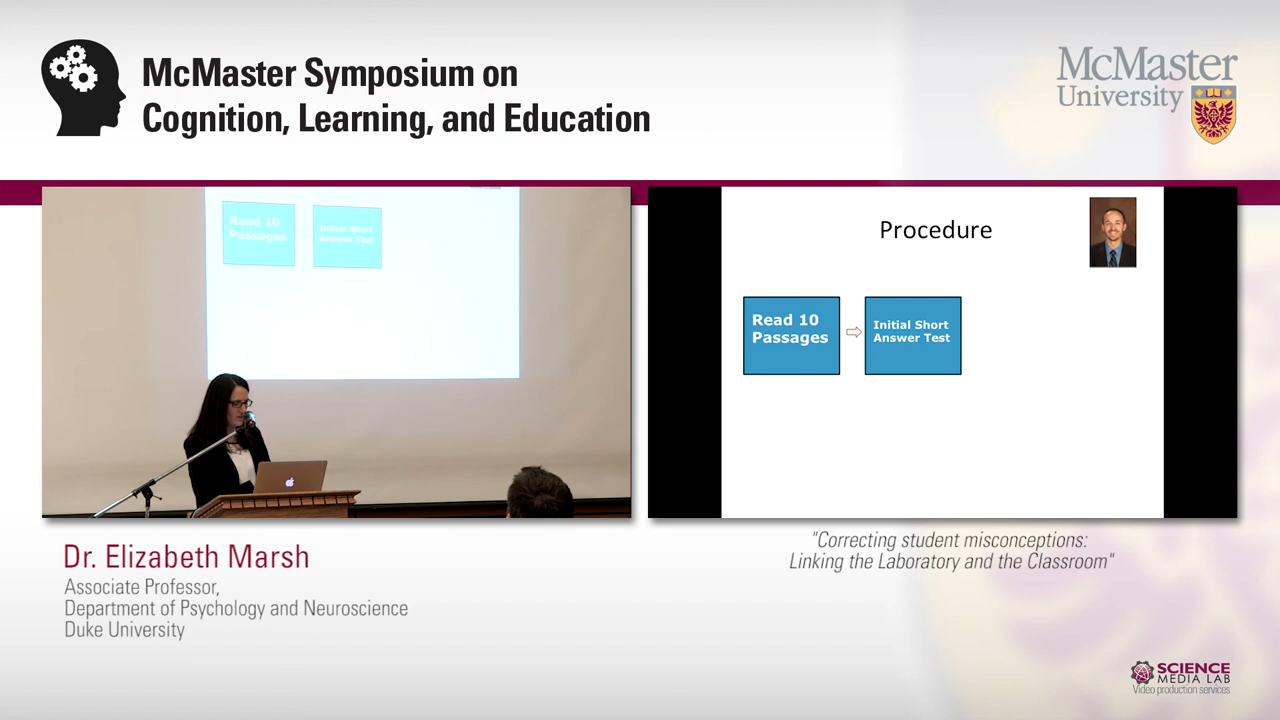 McMaster Symposium on
Cognition, Learning, and Education
McMaster
University
Read 10
Passages
Initial Short
Answer Test
Procedure
Read 10
Passages
Initial Short
Answer Test
Dr. Elizabeth Marsh
Associate Professor,
Department of Psychology and Neuroscience
Duke University
"Correcting student misconceptions:
Linking the Laboratory and the Classroom"
SCIENCE
MEDIA LAB
Video production services